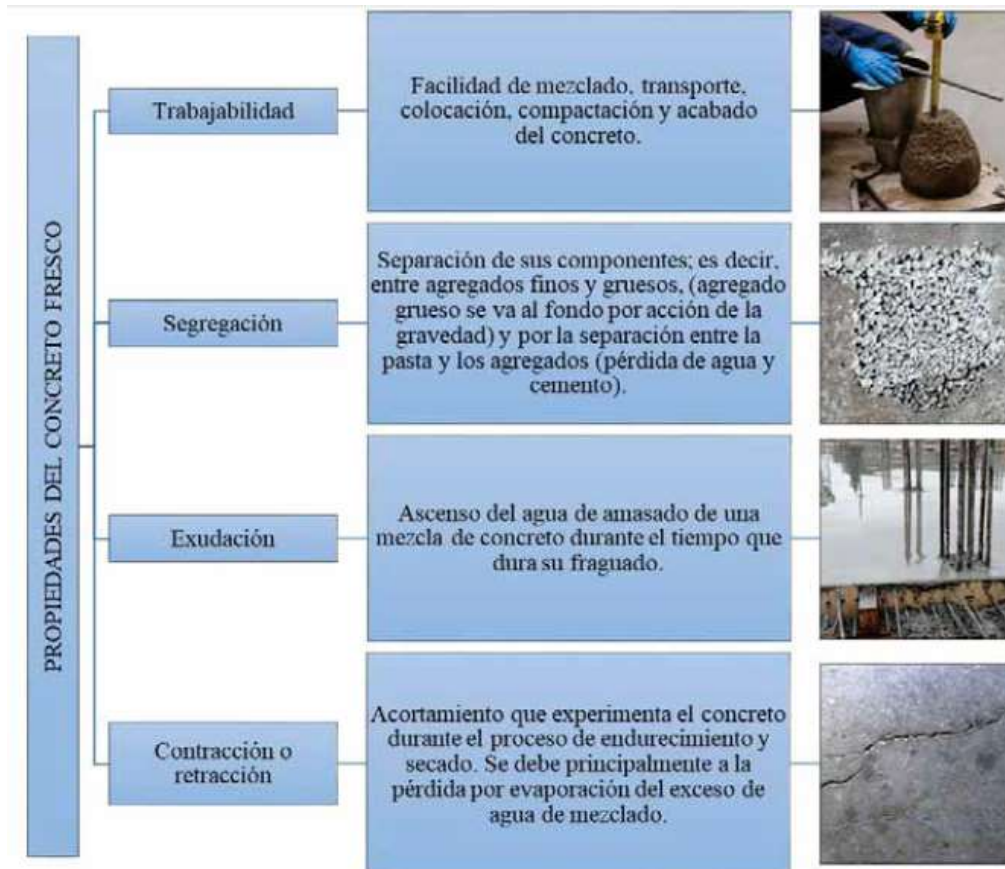 PROPIEDADES DEL CONCRETO FRESCO
Trabajabilidad
Facilidad de mezclado, transporte,
colocación, compactación y acabado
del concreto.
Segregación
Separación de sus componentes; es decir,
entre agregados finos y gruesos, (agregado
grueso se va al fondo por acción de la
gravedad) y por la separación entre la
pasta y los agregados (pérdida de agua y
cemento).
Exudación
Ascenso del agua de amasado de una
mezcla de concreto durante el tiempo que
dura su fraguado.
Contracción o
retracción
Acortamiento que experimenta el concreto
durante el proceso de endurecimiento y
secado. Se debe principalmente a la
pérdida por evaporación del exceso de
agua de mezclado.